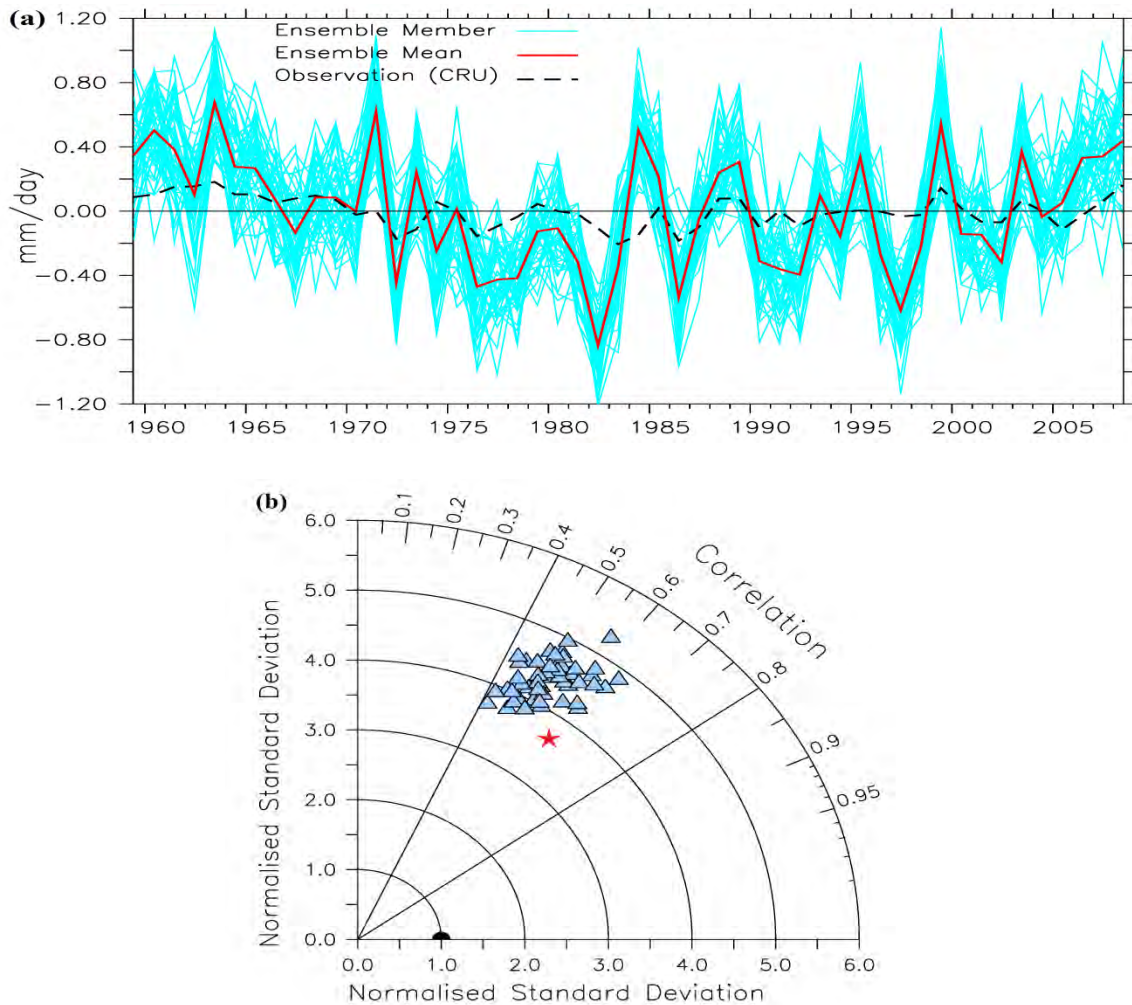 (a)
1.20
0.80
0.40
0.00
−0.40
−0.80
−1.20
mm/day
Ensemble Member
Ensemble Mean
Observation (CRU)
1960 1965 1970 1975 1980 1985 1990 1995 2000 2005
(b)
6.0
5.0
4.0
3.0
2.0
1.0
0.0
Normalised Standard Deviation
0.1 0.2 0.3 0.4 0.5 0.6 0.7 0.8 0.9 0.95
Correlation
0.0 1.0 2.0 3.0 4.0 5.0 6.0
Normalised Standard Deviation